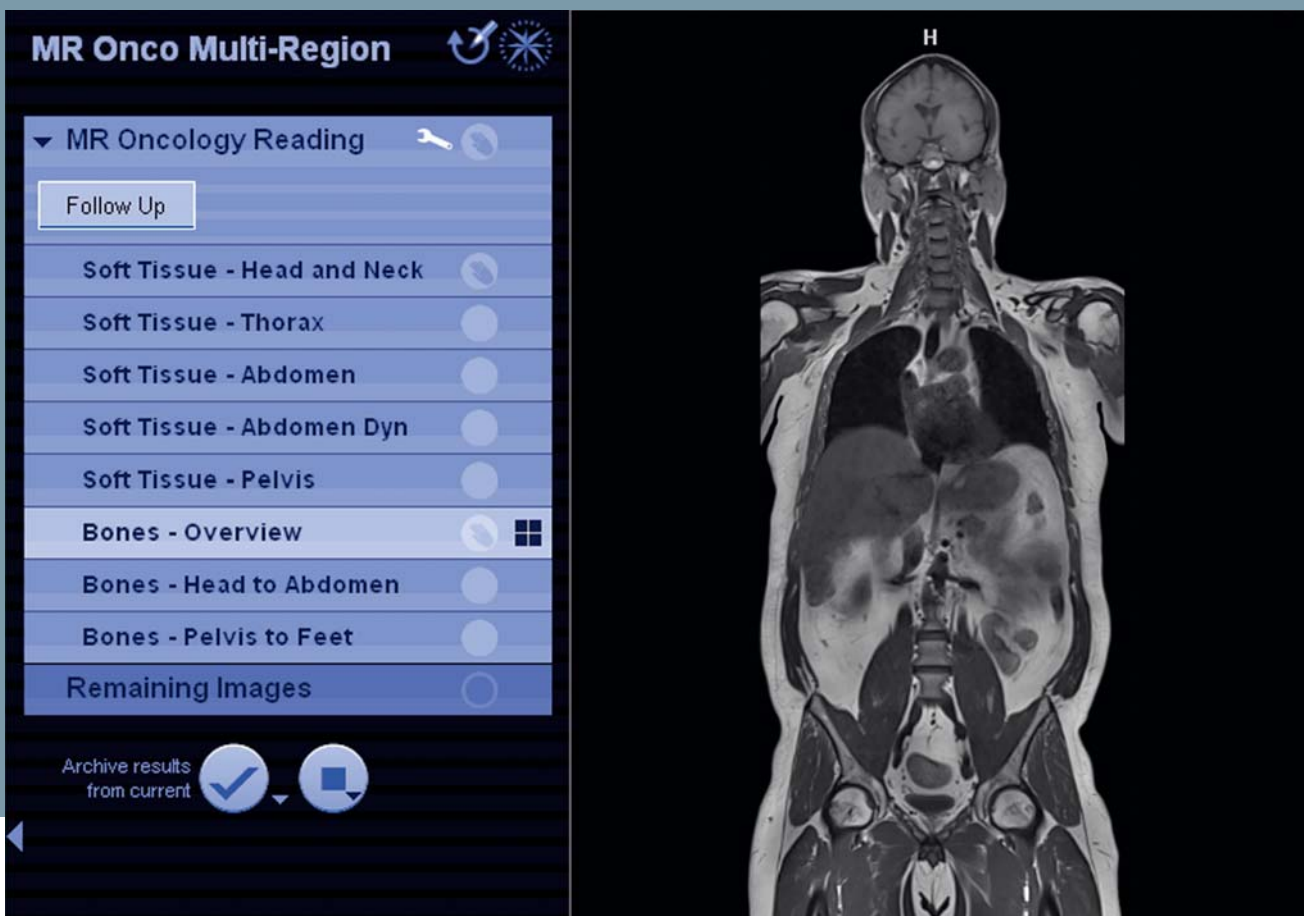 MR Onco Multi-Region
MR Oncology Reading
Follow Up
Soft Tissue - Head and Neck
Soft Tissue - Thorax
Soft Tissue - Abdomen
Soft Tissue - Abdomen Dyn
Soft Tissue - Pelvis
Bones - Overview
Bones - Head to Abdomen
Bones - Pelvis to Feet
Remaining Images
Archive results
from current
H